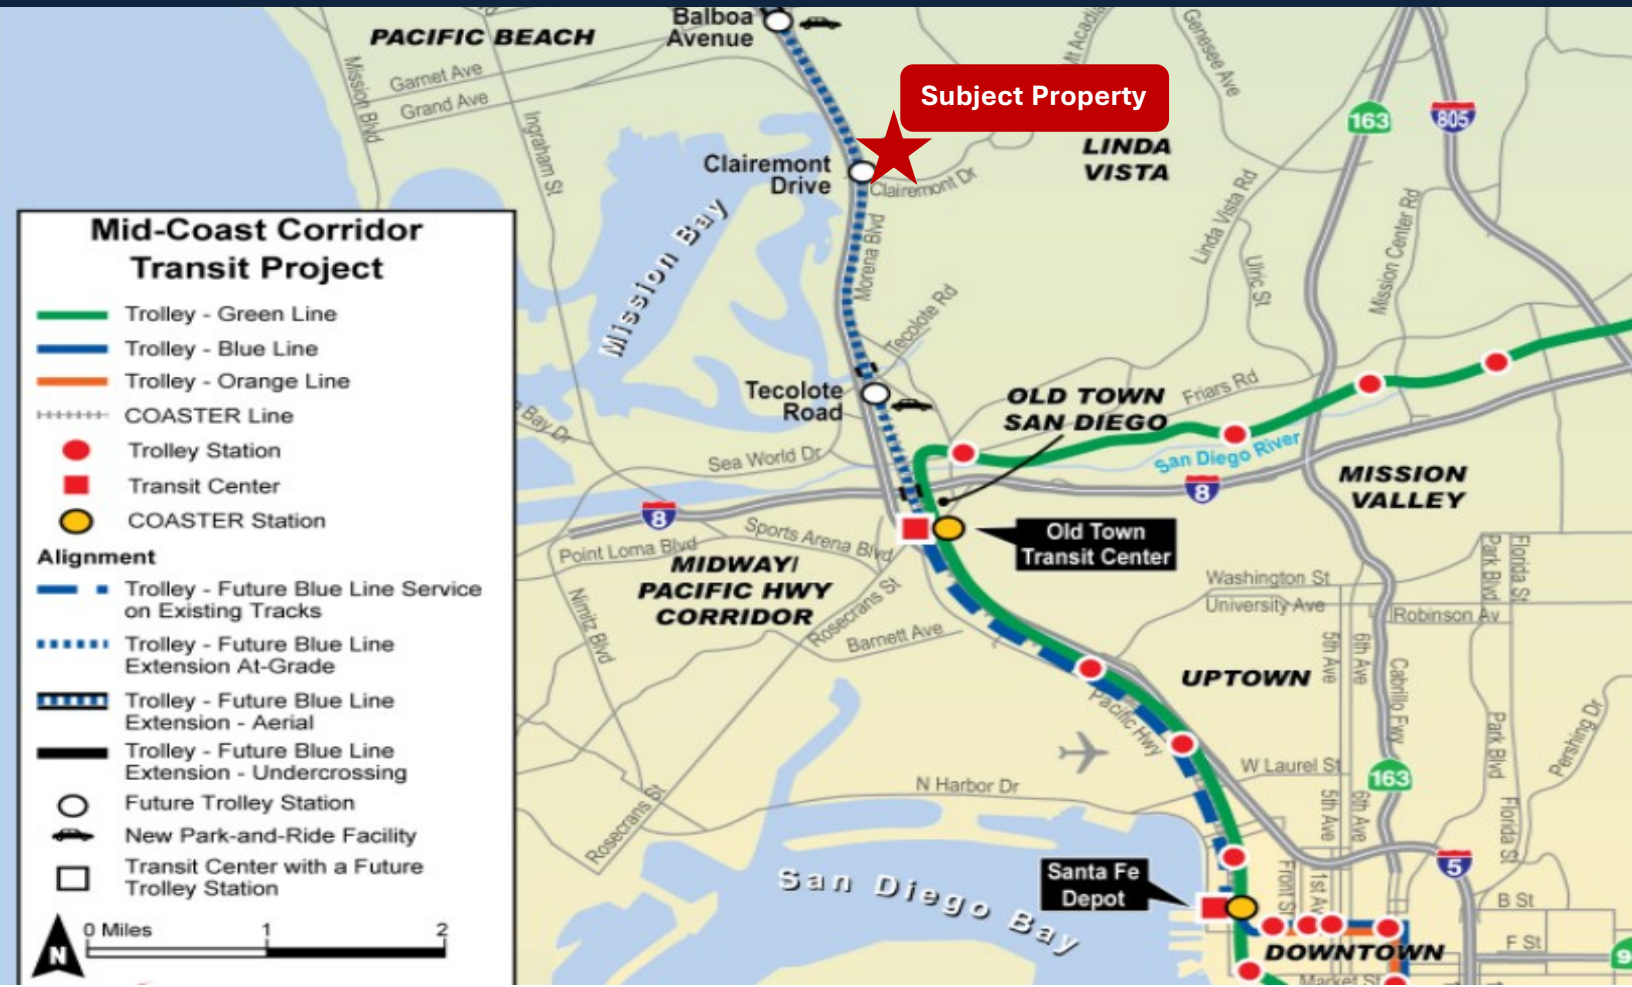 Balboa
Avenue
PACIFIC BEACH
Mission Blvd
Garnet Ave
Grand Ave
Ingraham St
Mt Acadia
Genesee Ave
Subject Property
163
805
LINDA
VISTA
Clairemont
Drive
Clairemont Dr
Mission Bay
Morena Blvd
Linda Vista Rd
Ulric St
Mission Center Rd
Tecolote Rd
Tecolote
Road
Bay Dr
Sea World Dr
OLD TOWN
SAN DIEGO
Friars Rd
San Diego River
8
8
MISSION
VALLEY
Sports Arena Blvd
Point Loma Blvd
Old Town
Transit Center
MIDWAY/
PACIFIC HWY
CORRIDOR
Nimitz Blvd
Rosecrans St
Barnett Ave
Washington St
University Ave
Robinson Av
Park Blvd
Florida St
5th Ave
6th Ave
Cabrillo Fwy
UPTOWN
Pacific Hwy
W Laurel St
163
Park Blvd
Pershing Dr
N Harbor Dr
Rosecrans St
5th Ave
6th Ave
Florida St
5
Santa Fe
Depot
San Diego Bay
Front St
1st Av
B St
F St
9
DOWNTOWN
Market St
Mid-Coast Corridor
Transit Project
Trolley - Green Line
Trolley - Blue Line
Trolley - Orange Line
COASTER Line
Trolley Station
Transit Center
COASTER Station
Alignment
Trolley - Future Blue Line Service
on Existing Tracks
Trolley - Future Blue Line
Extension At-Grade
Trolley - Future Blue Line
Extension - Aerial
Trolley - Future Blue Line
Extension - Undercrossing
Future Trolley Station
New Park-and-Ride Facility
Transit Center with a Future
Trolley Station
0 Miles 1 2
N